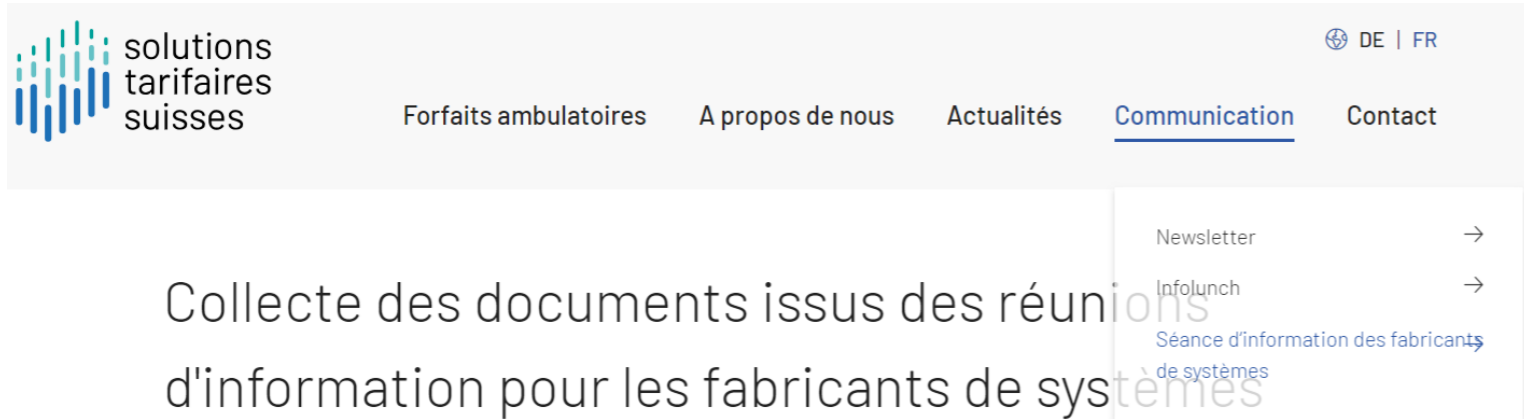 solutions
tarifaires
suisses
DE | FR
Forfaits ambulatoires A propos de nous Actualités Communication Contact
Newsletter
Infolunch
Séance d'information des fabricants
de systèmes
Collecte des documents issus des réunions
d'information pour les fabricants de systèmes